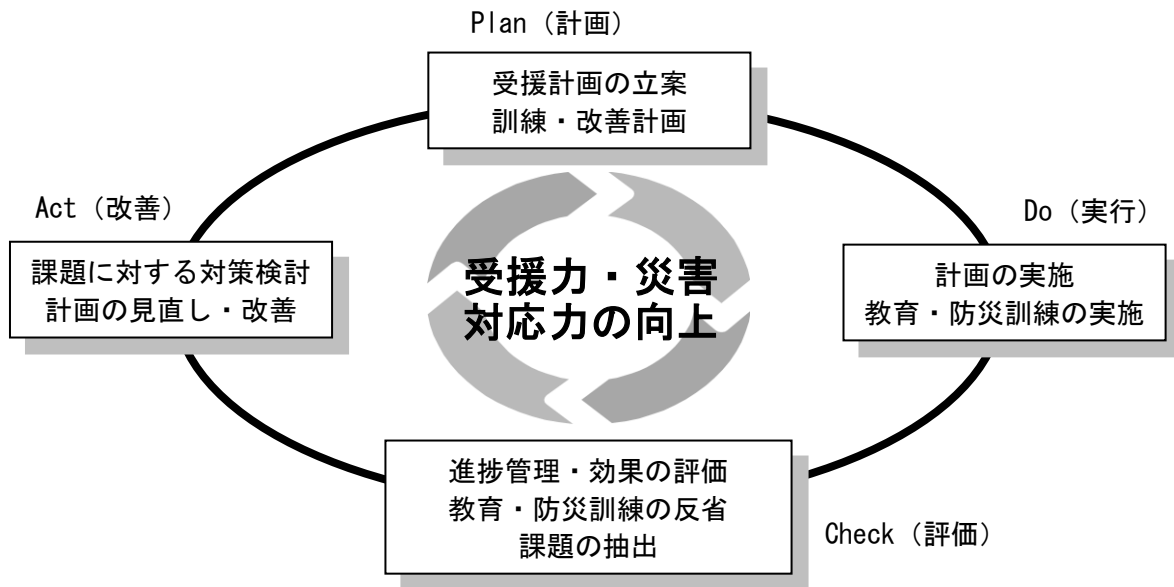 Plan（計画）
受援計画の立案
訓練・改善計画
Act（改善）
課題に対する対策検討
計画の見直し・改善
受援力・災害
対応力の向上
Do（実行）
計画の実施
教育・防災訓練の実施
進捗管理・効果の評価
教育・防災訓練の反省
課題の抽出
Check（評価）